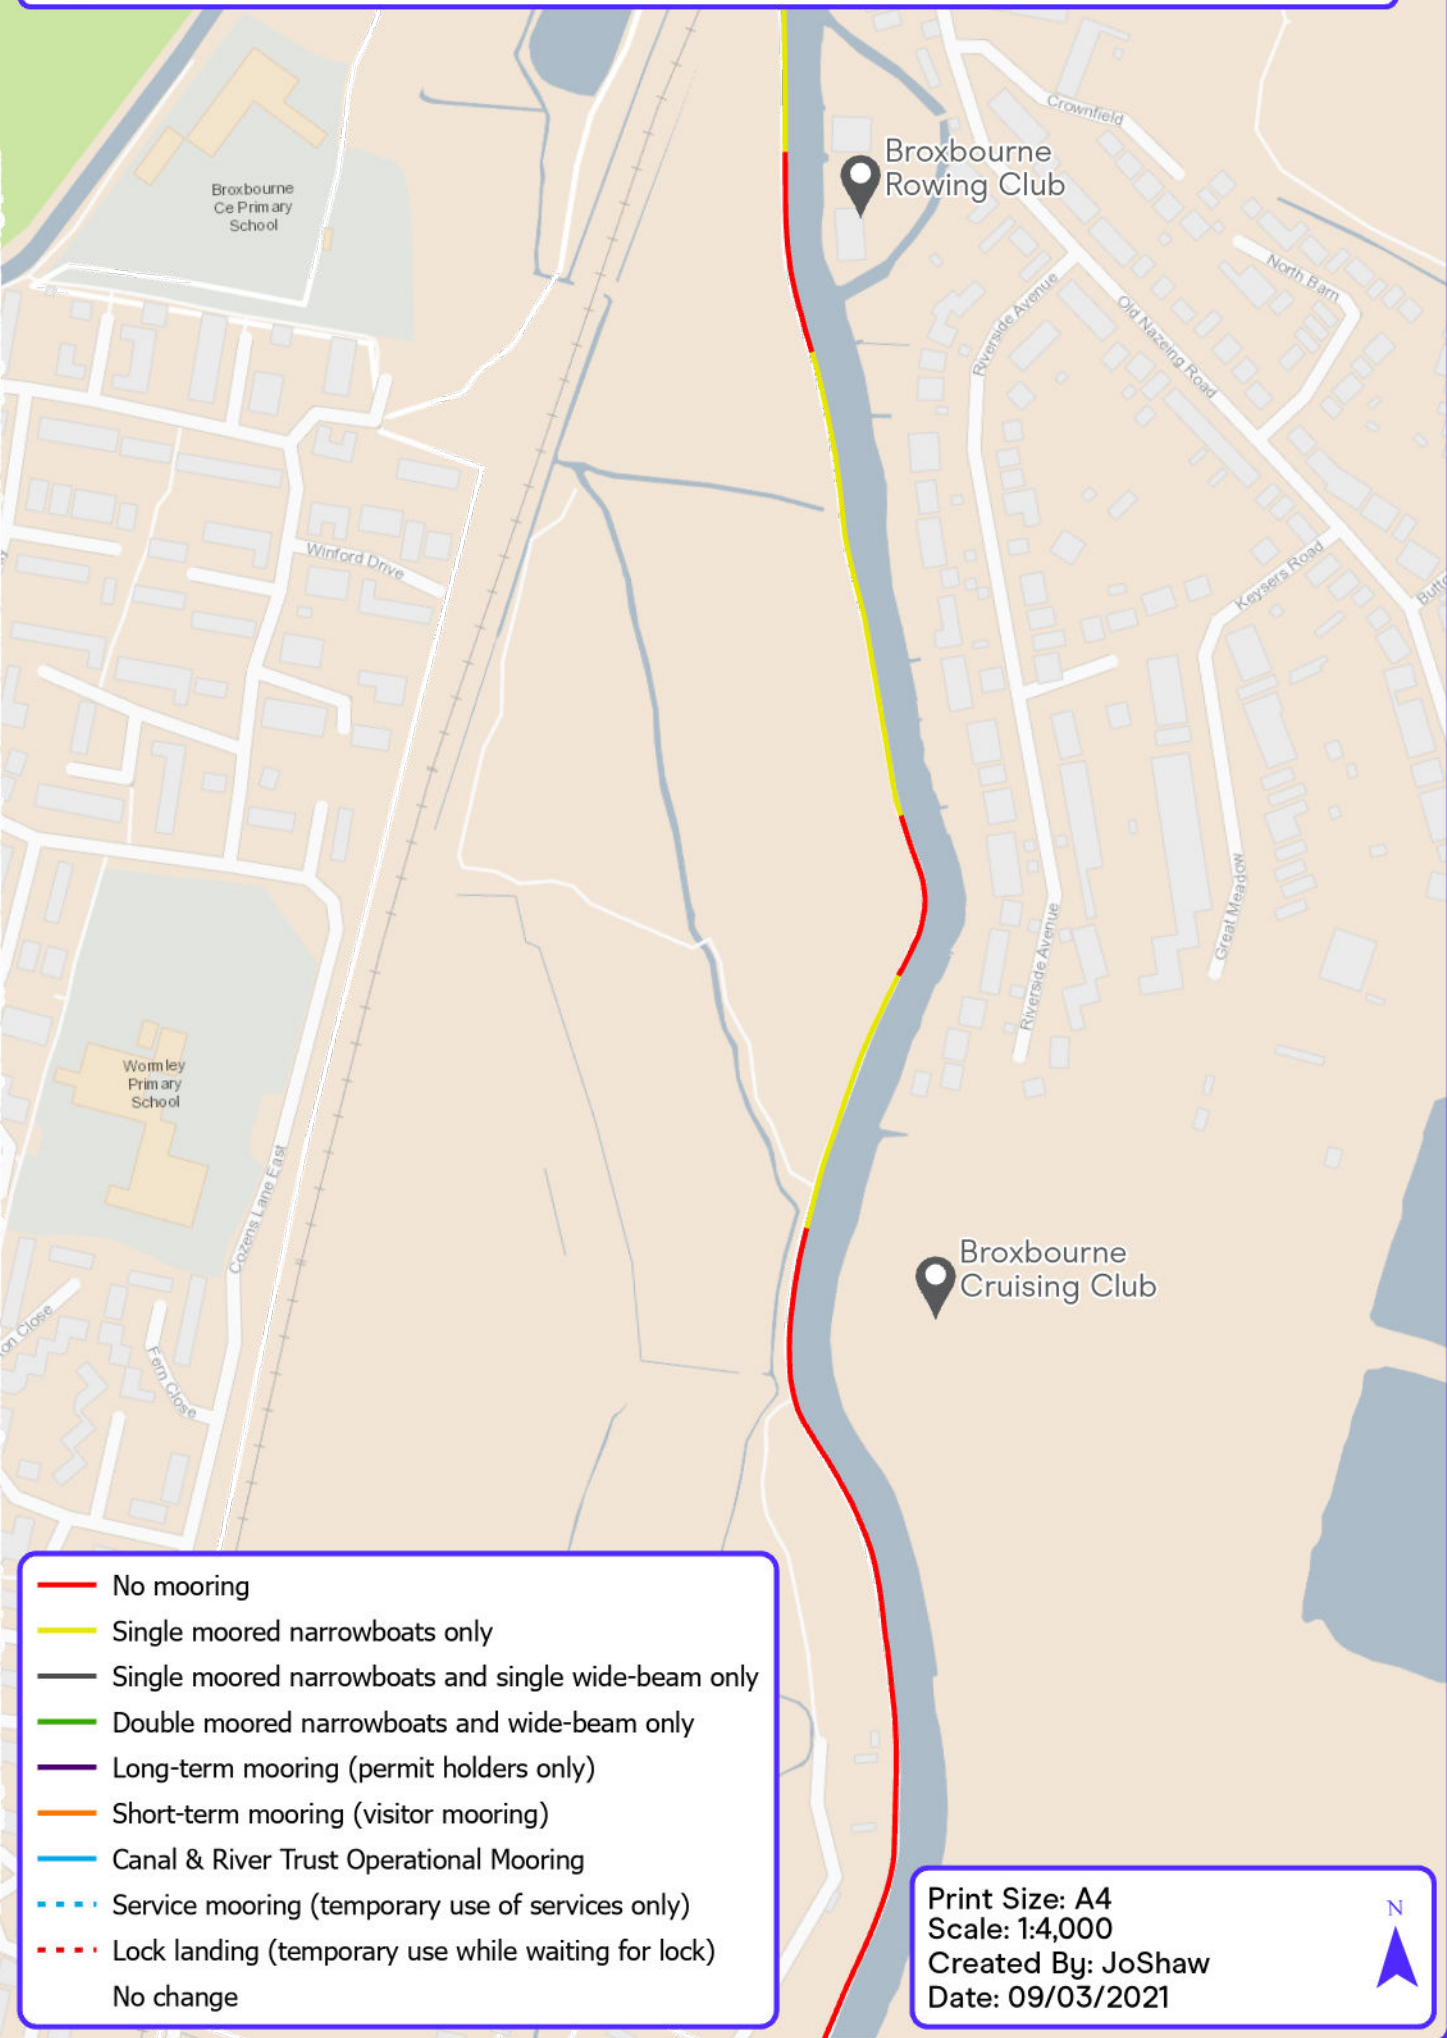 Crownfield
Broxbourne
Rowing Club
Broxbourne
Ce Primary
School
North Barn
Riverside Avenue
Old Nazeing Road
Winford Drive
Keysers Road
Great Meadow
Riverside Avenue
Wormley
Primary
School
Cozens Lane East
Broxbourne
Cruising Club
on Close
Fern Close
No mooring
Single moored narrowboats only
Single moored narrowboats and single wide-beam only
Double moored narrowboats and wide-beam only
Long-term mooring (permit holders only)
Short-term mooring (visitor mooring)
Canal & River Trust Operational Mooring
Service mooring (temporary use of services only)
Lock landing (temporary use while waiting for lock)
No change
Print Size: A4
Scale: 1:4,000
Created By: JoShaw
Date: 09/03/2021
N